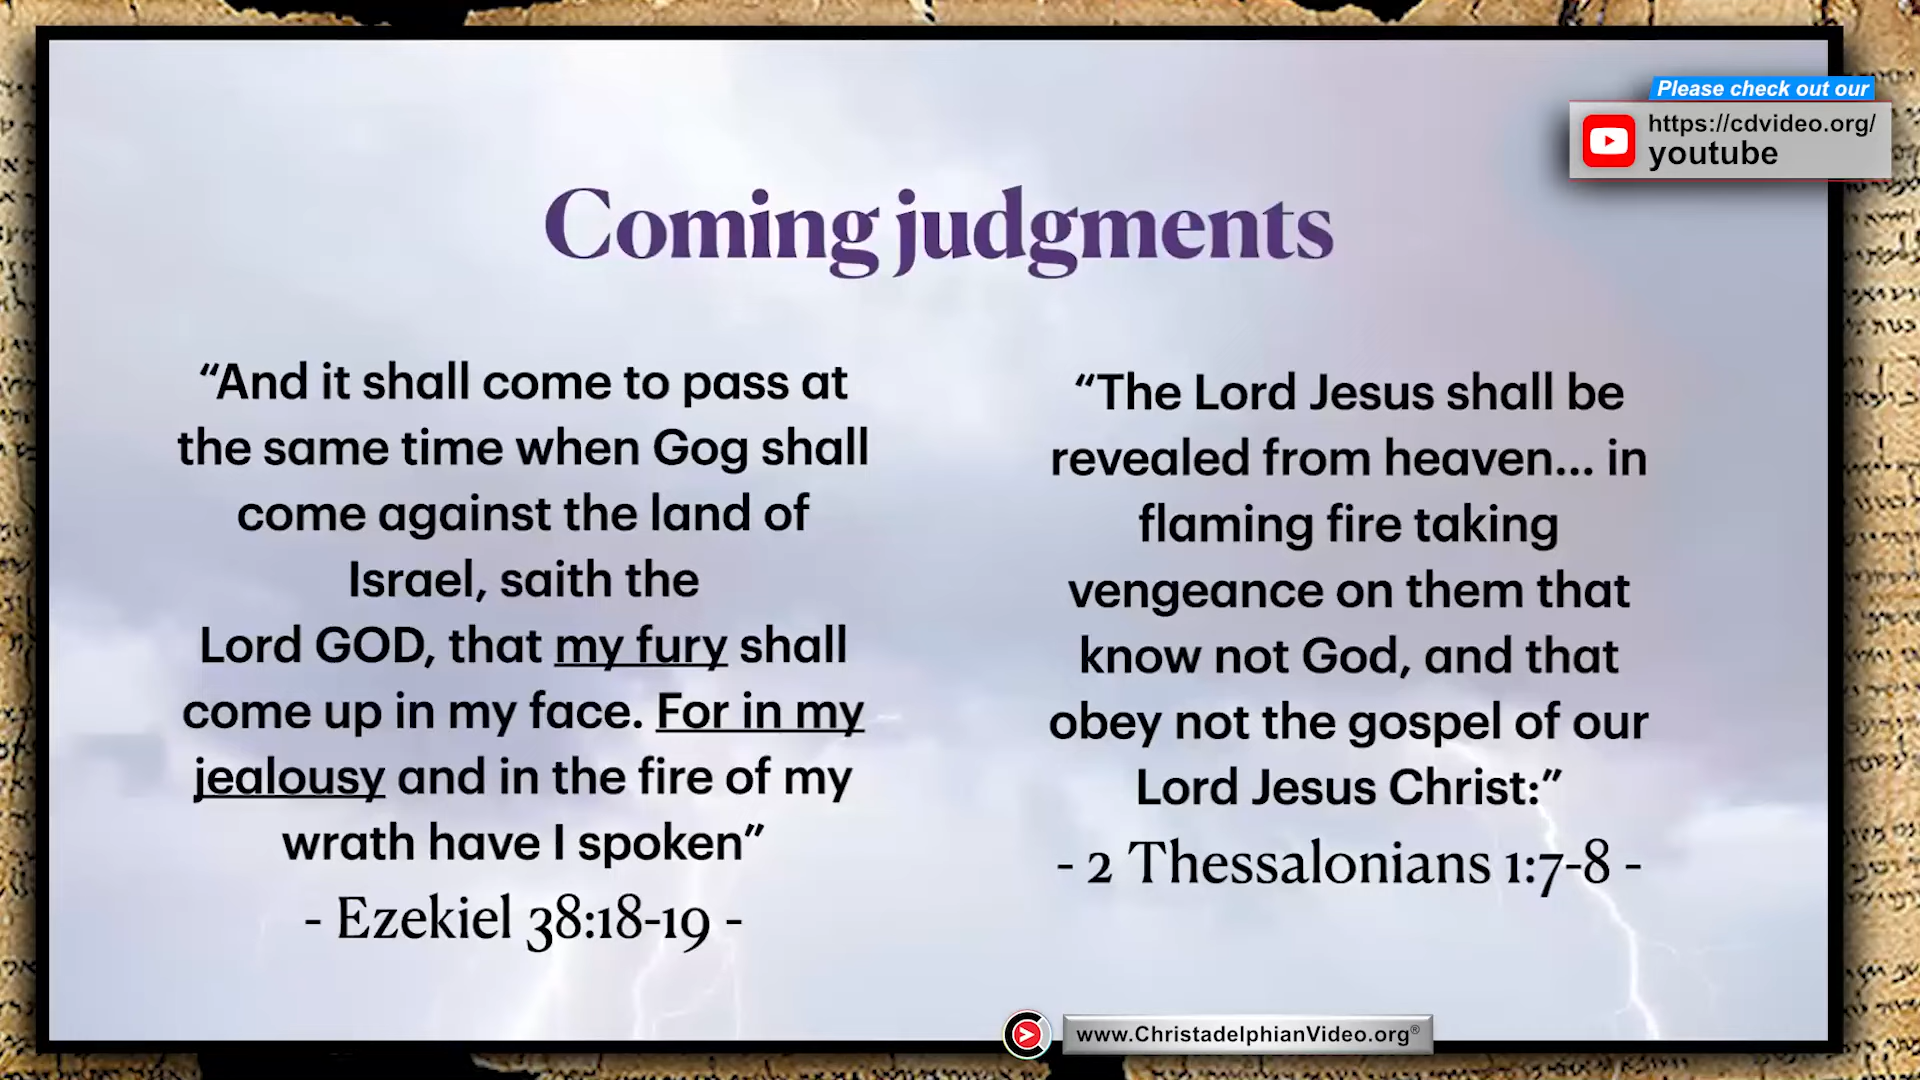 Please check out our
https://cdvideo.org/
youtube
Coming judgments
“And it shall come to pass at
the same time when Gog shall
come against the land of
Israel, saith the
Lord GOD, that my fury shall
come up in my face. For in my
jealousy and in the fire of my
wrath have I spoken”
- Ezekiel 38:18-19 -
“The Lord Jesus shall be
revealed from heaven... in
flaming fire taking
vengeance on them that
know not God, and that
obey not the gospel of our
Lord Jesus Christ:”
- 2 Thessalonians 1:7-8 -
www.ChristadelphianVideo.org®